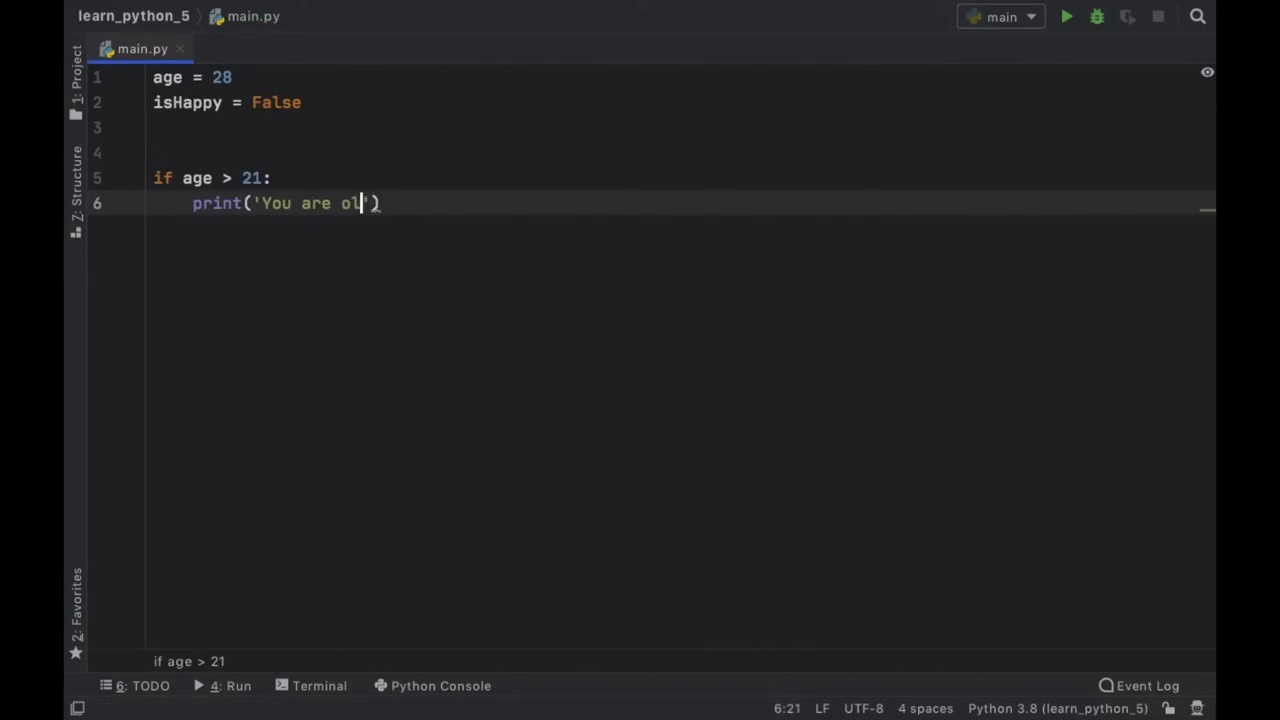 learn_python_5 main.py main
main.py
1: Project
7: Structure
2: Favorites
1 age = 28
2 isHappy = False
3
4
5 if age > 21:
6 print('You are ol')
if age > 21
6: TODO 4: Run Terminal Python Console Event Log
6:21 LF UTF-8 4 spaces Python 3.8 (learn_python_5)